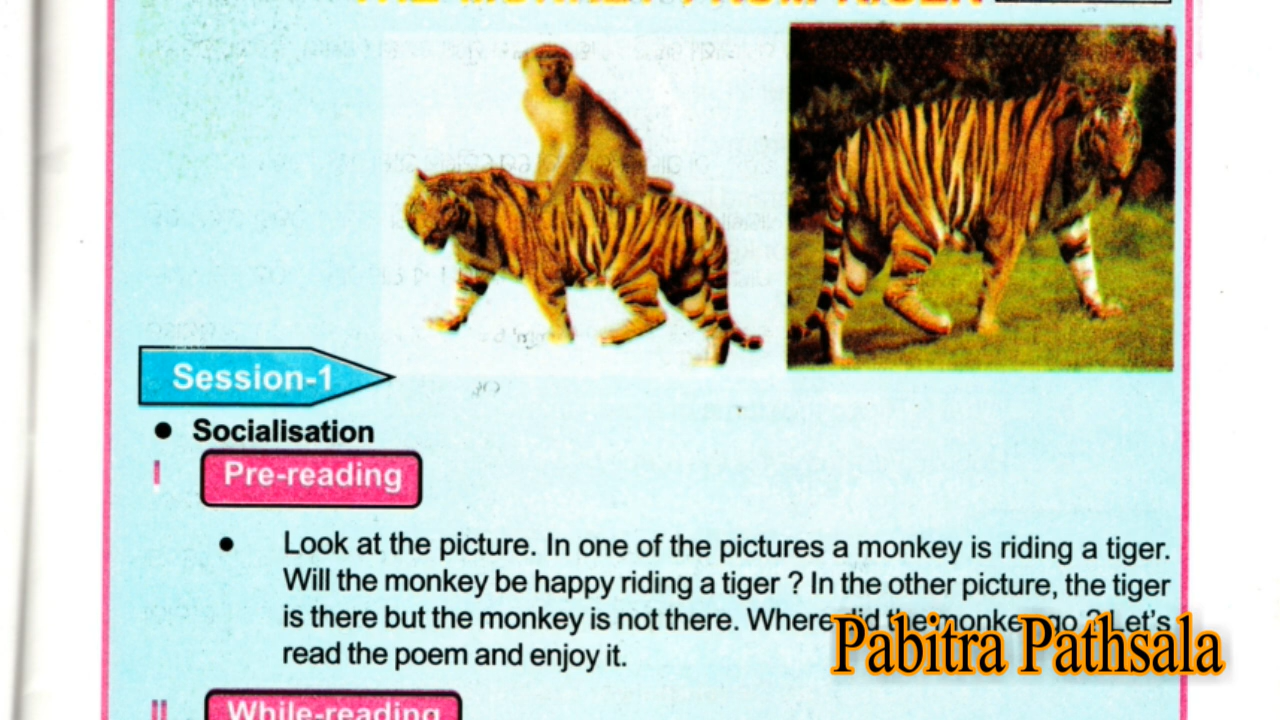 Session-1
• Socialisation
I Pre-reading
• Look at the picture. In one of the pictures a monkey is riding a tiger.
Will the monkey be happy riding a tiger ? In the other picture, the tiger
is there but the monkey is not there. Where did the monkey go ? Let's
read the poem and enjoy it.
Pabitra Pathsala
II While-reading